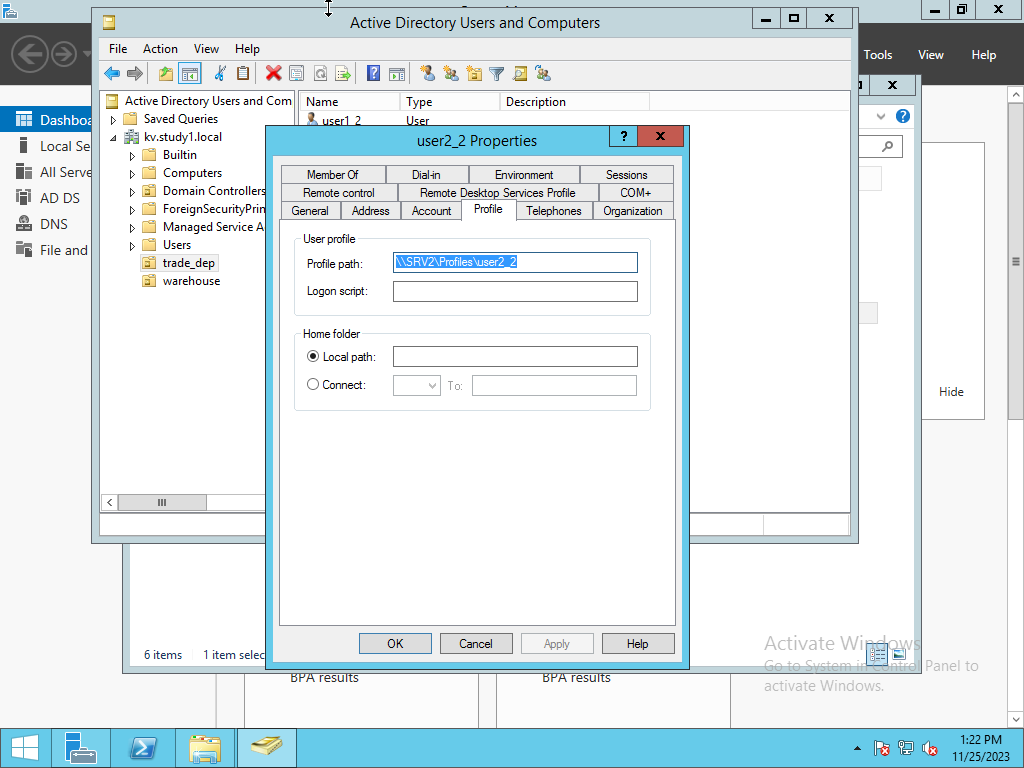 Active Directory Users and Computers
File Action View Help
Tools View Help
Active Directory Users and Com
Saved Queries
kv.study1.local
Builtin
Computers
Domain Controllers
ForeignSecurityPrin
Managed Service A
Users
trade_dep
warehouse
Name Type Description
user1_2 User
Dashboa
Local Se
All Serve
AD DS
DNS
File and
user2_2 Properties
Member Of Dial-in Environment Sessions
Remote control Remote Desktop Services Profile COM+
General Address Account Profile Telephones Organization
User profile
Profile path: \\SRV2\Profiles\user2_2
Logon script:
Home folder
Local path:
Connect: To:
OK Cancel Apply Help
Hide
6 items 1 item selec
BPA results BPA results
Activate Windows
Go to System in Control Panel to
activate Windows.
1:22 PM
11/25/2023